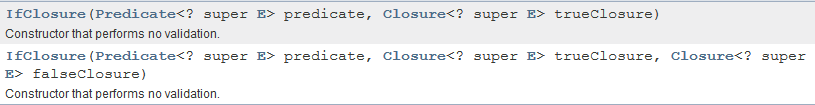 IfClosure(Predicate<? super E> predicate, Closure<? super E> trueClosure)
Constructor that performs no validation.
IfClosure(Predicate<? super E> predicate, Closure<? super E> trueClosure, Closure<? super
E> falseClosure)
Constructor that performs no validation.